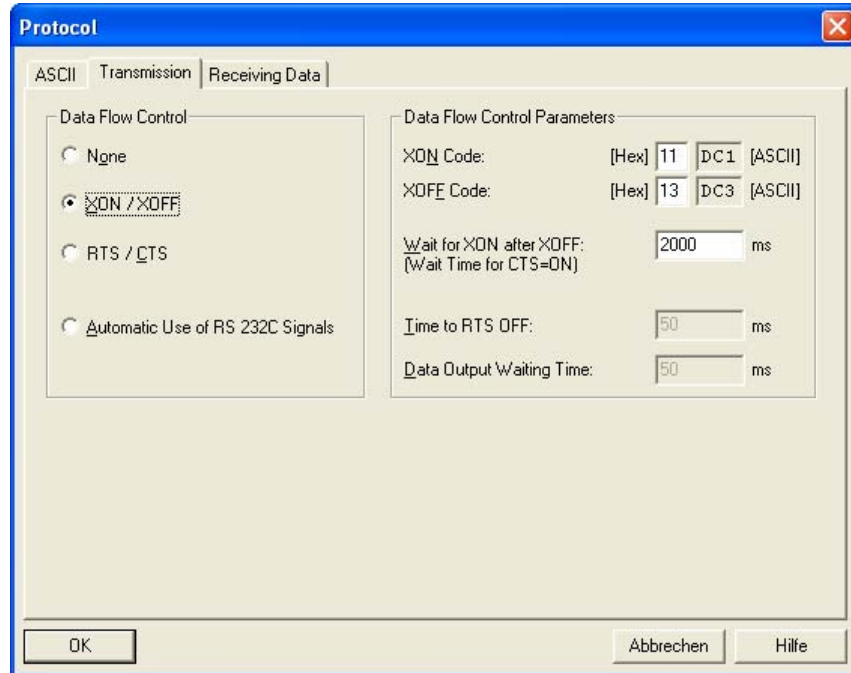 Protocol
ASCII Transmission Receiving Data
Data Flow Control
None
XON / XOFF
RTS / CTS
Automatic Use of RS 232C Signals
Data Flow Control Parameters
XON Code: [Hex] 11 DC1 [ASCII]
XOFF Code: [Hex] 13 DC3 [ASCII]
Wait for XON after XOFF: 2000 ms
(Wait Time for CTS=ON)
Time to RTS OFF: 50 ms
Data Output Waiting Time: 50 ms
OK Abbrechen Hilfe